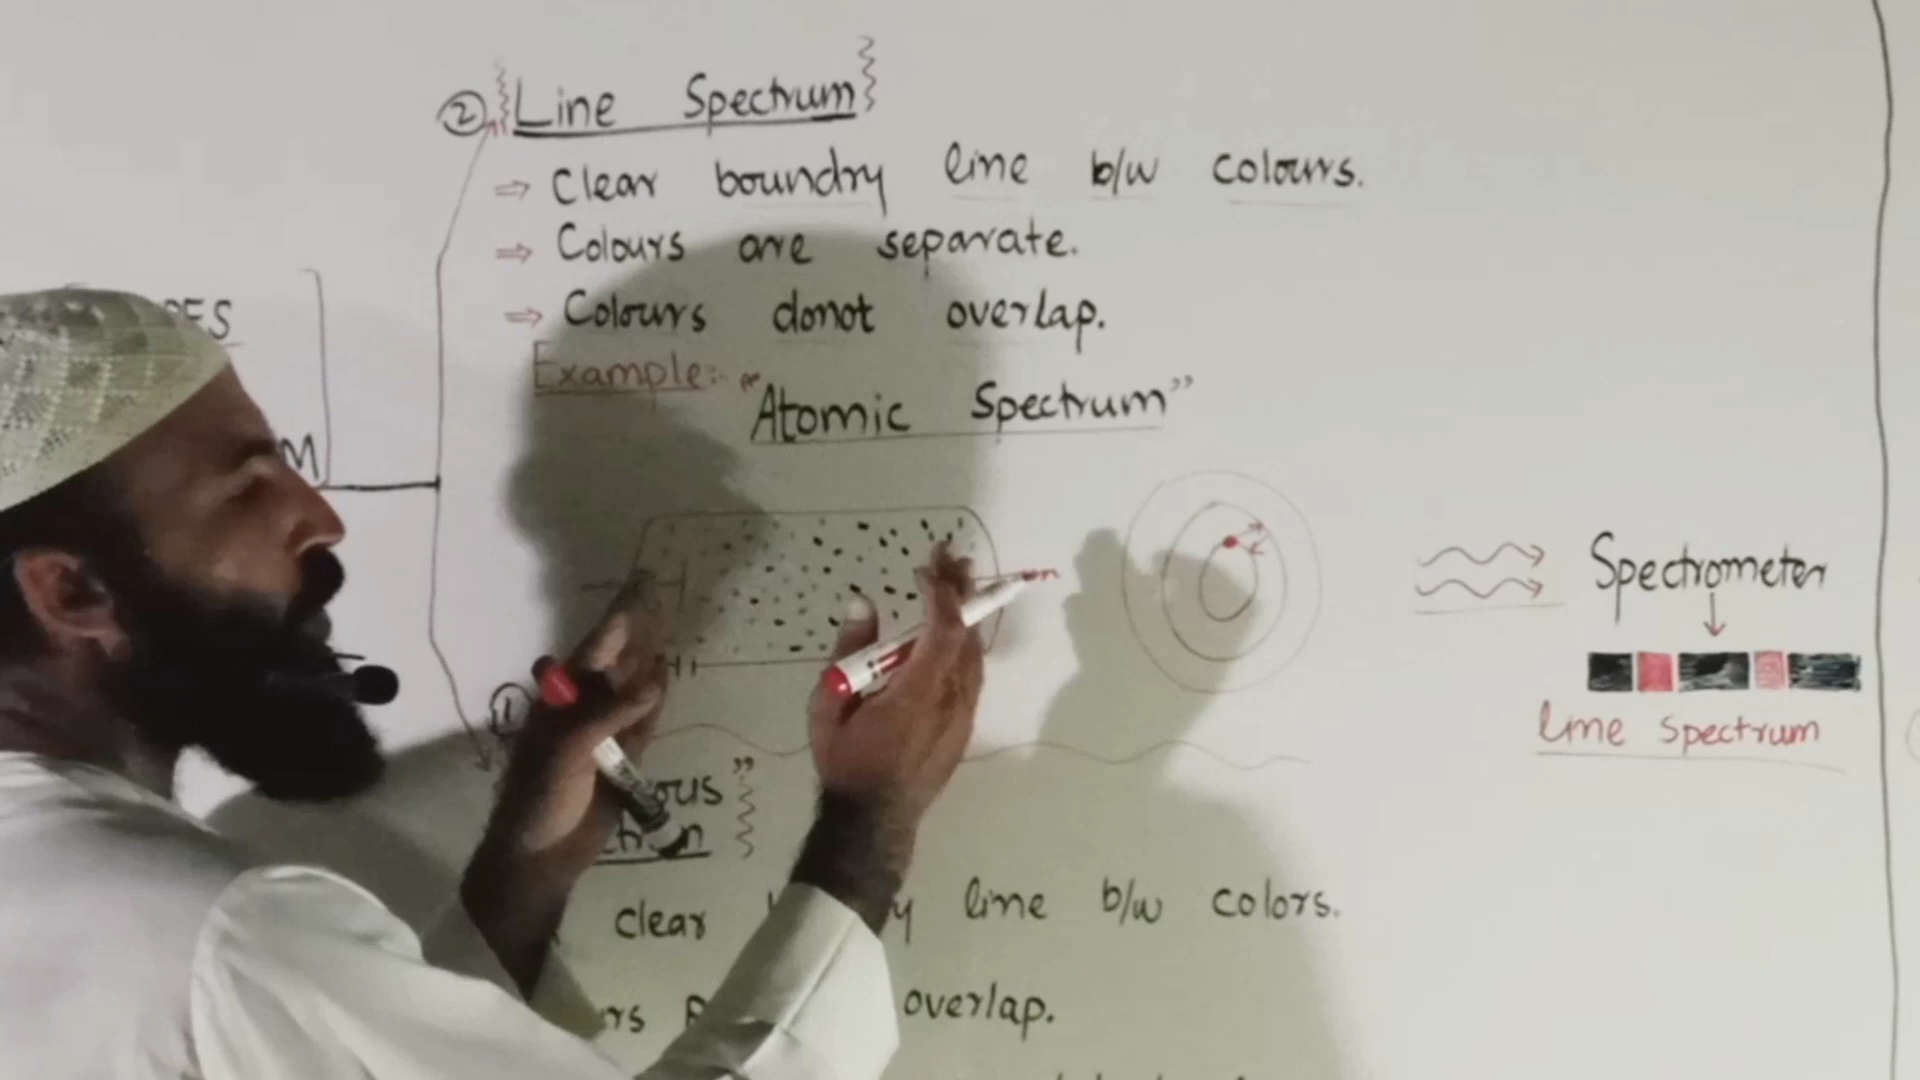 ② Line Spectrum
⇒ Clear boundry line b/w colours.
⇒ Colours are separate.
⇒ Colours donot overlap.
Example:- "Atomic Spectrum"
Spectrometer
line spectrum
①
clear line b/w colors.
overlap.